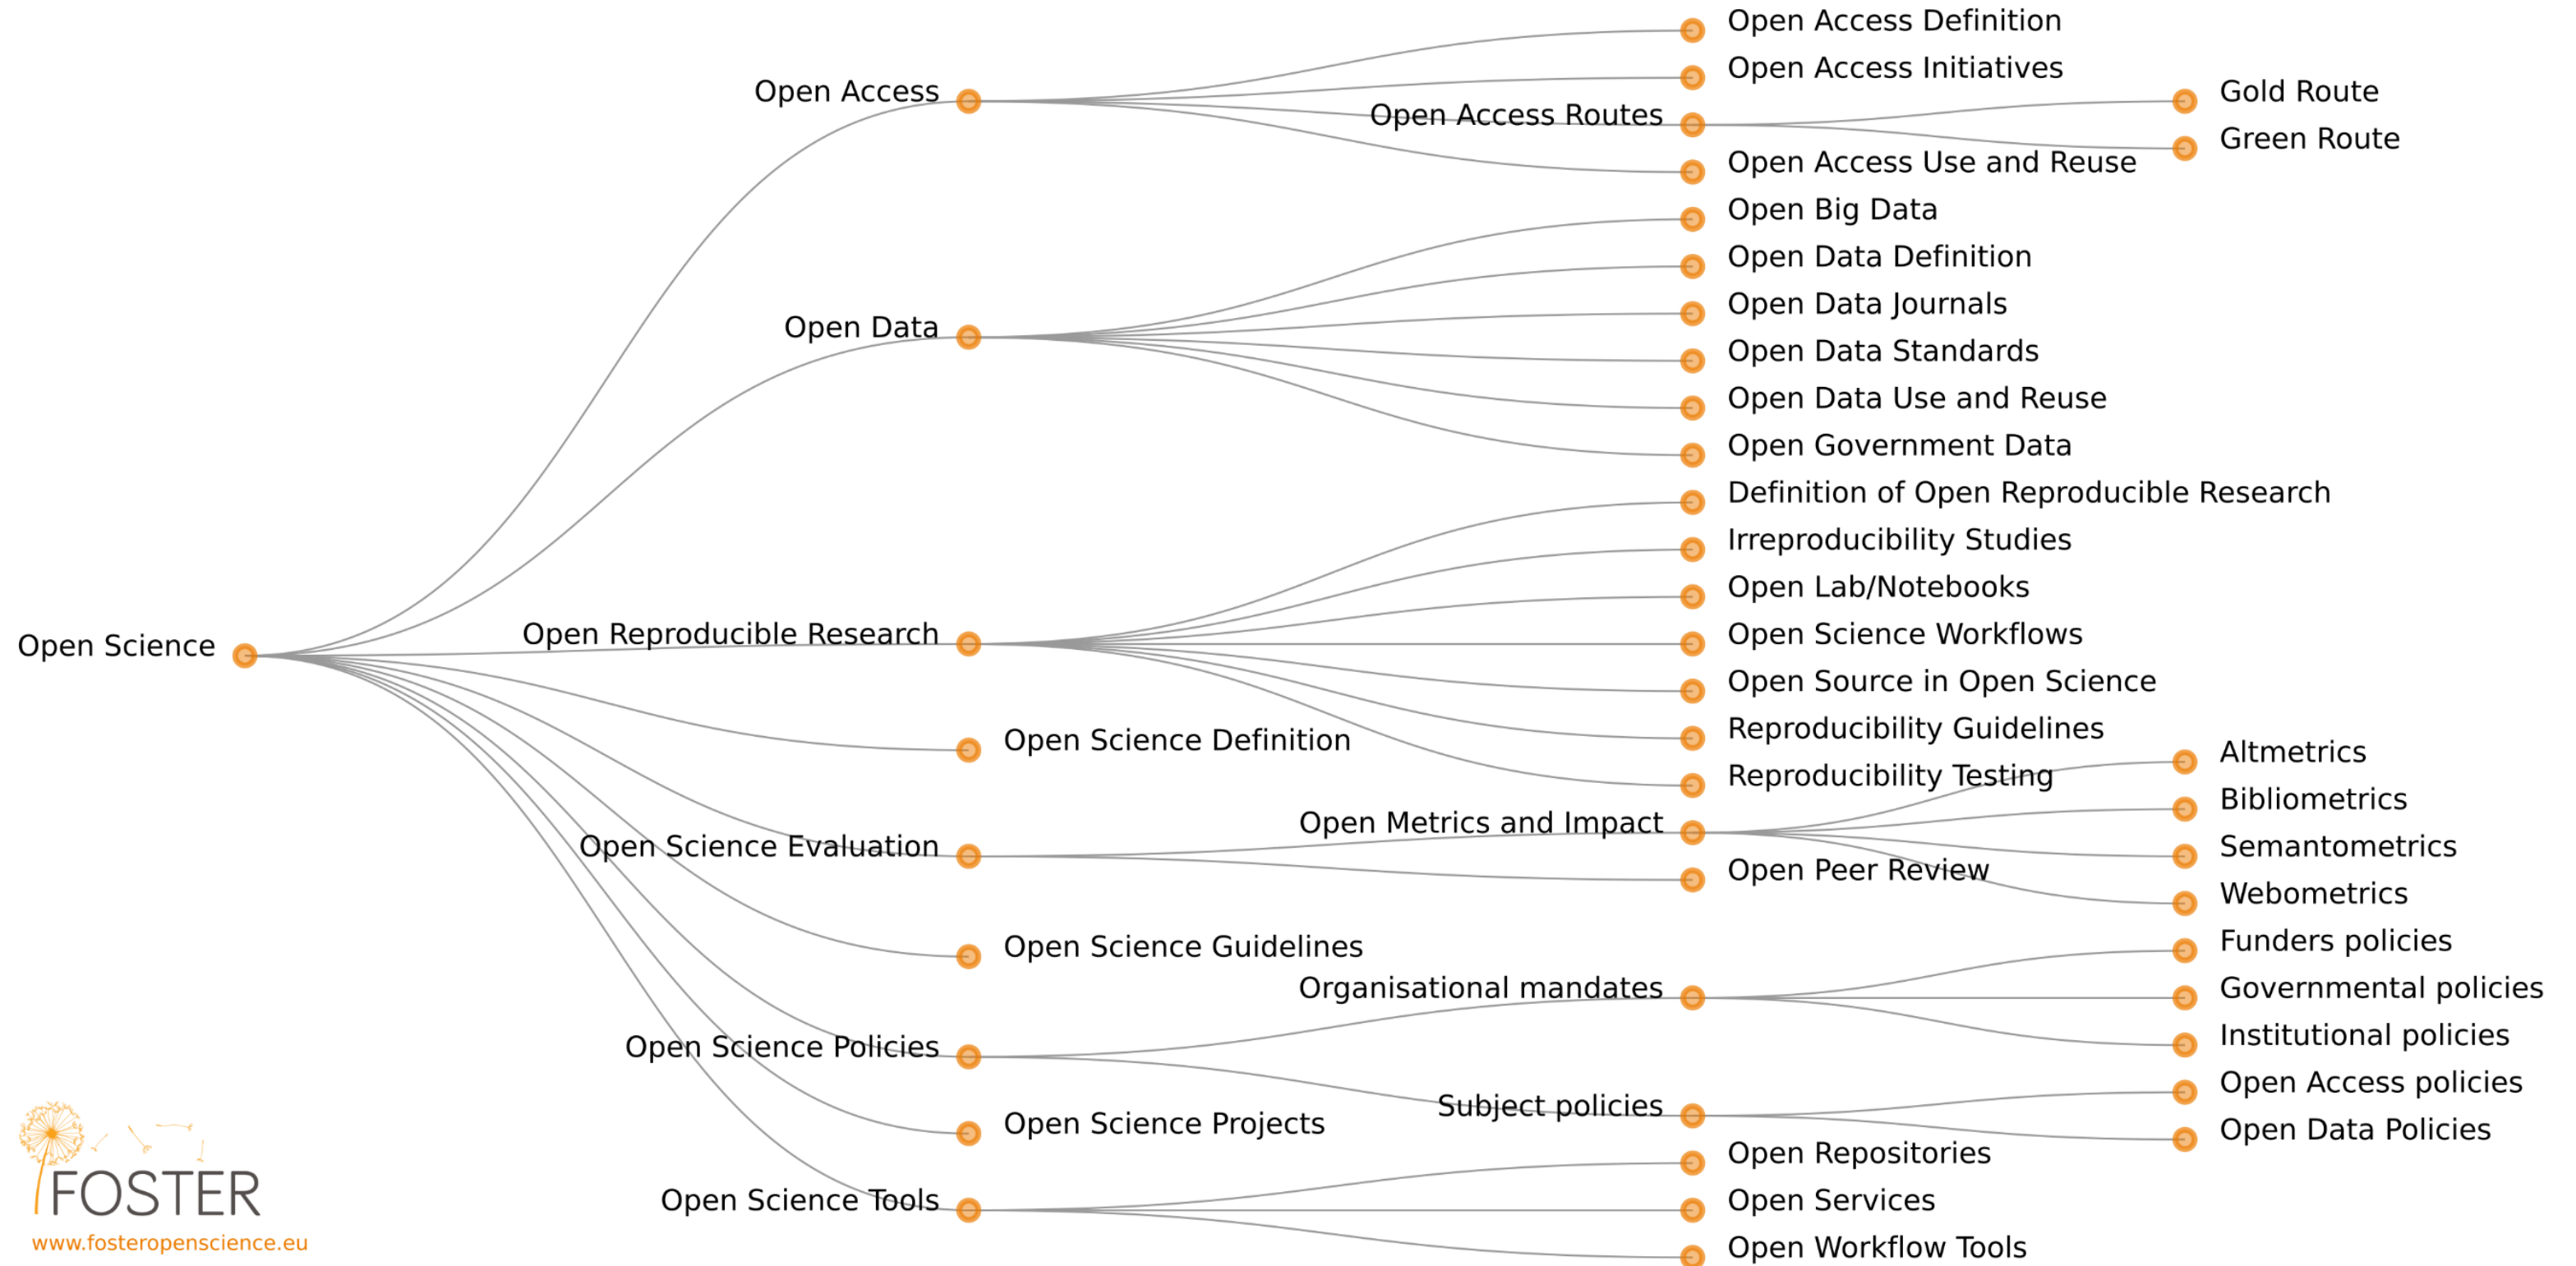 Open Science
Open Access
Open Access Definition
Open Access Initiatives
Open Access Routes
Gold Route
Green Route
Open Access Use and Reuse
Open Data
Open Big Data
Open Data Definition
Open Data Journals
Open Data Standards
Open Data Use and Reuse
Open Government Data
Open Reproducible Research
Definition of Open Reproducible Research
Irreproducibility Studies
Open Lab/Notebooks
Open Science Workflows
Open Source in Open Science
Reproducibility Guidelines
Reproducibility Testing
Open Science Definition
Open Science Evaluation
Open Metrics and Impact
Altmetrics
Bibliometrics
Semantometrics
Webometrics
Open Peer Review
Open Science Guidelines
Open Science Policies
Organisational mandates
Funders policies
Governmental policies
Institutional policies
Subject policies
Open Access policies
Open Data Policies
Open Science Projects
Open Science Tools
Open Repositories
Open Services
Open Workflow Tools
FOSTER
www.fosteropenscience.eu